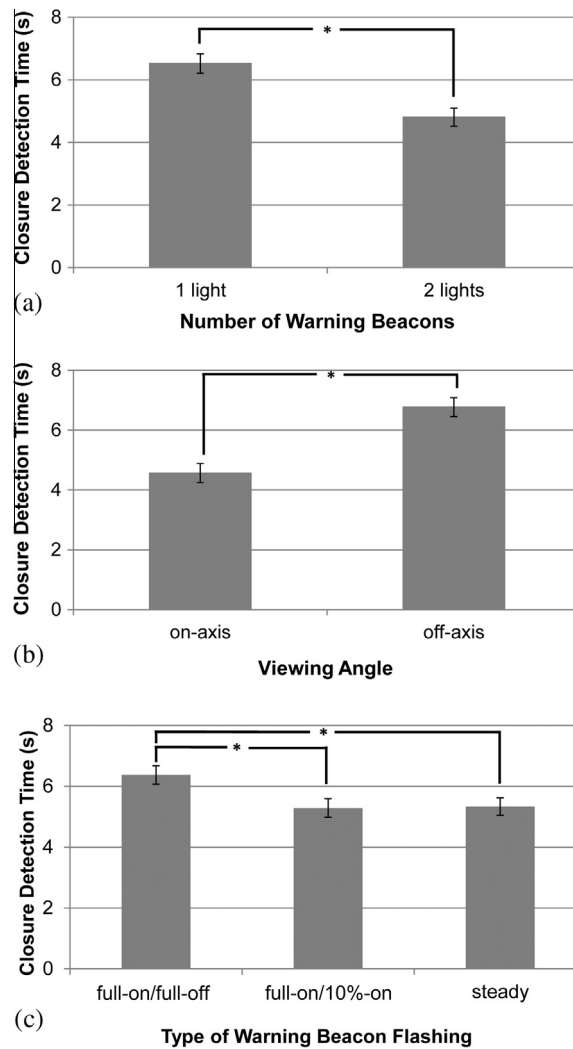 Closure Detection Time (s)
8
6
4
2
0
*
1 light 2 lights
(a)
Number of Warning Beacons
Closure Detection Time (s)
8
6
4
2
0
*
on-axis off-axis
(b)
Viewing Angle
Closure Detection Time (s)
8
6
4
2
0
*
*
full-on/full-off full-on/10%-on steady
(c)
Type of Warning Beacon Flashing